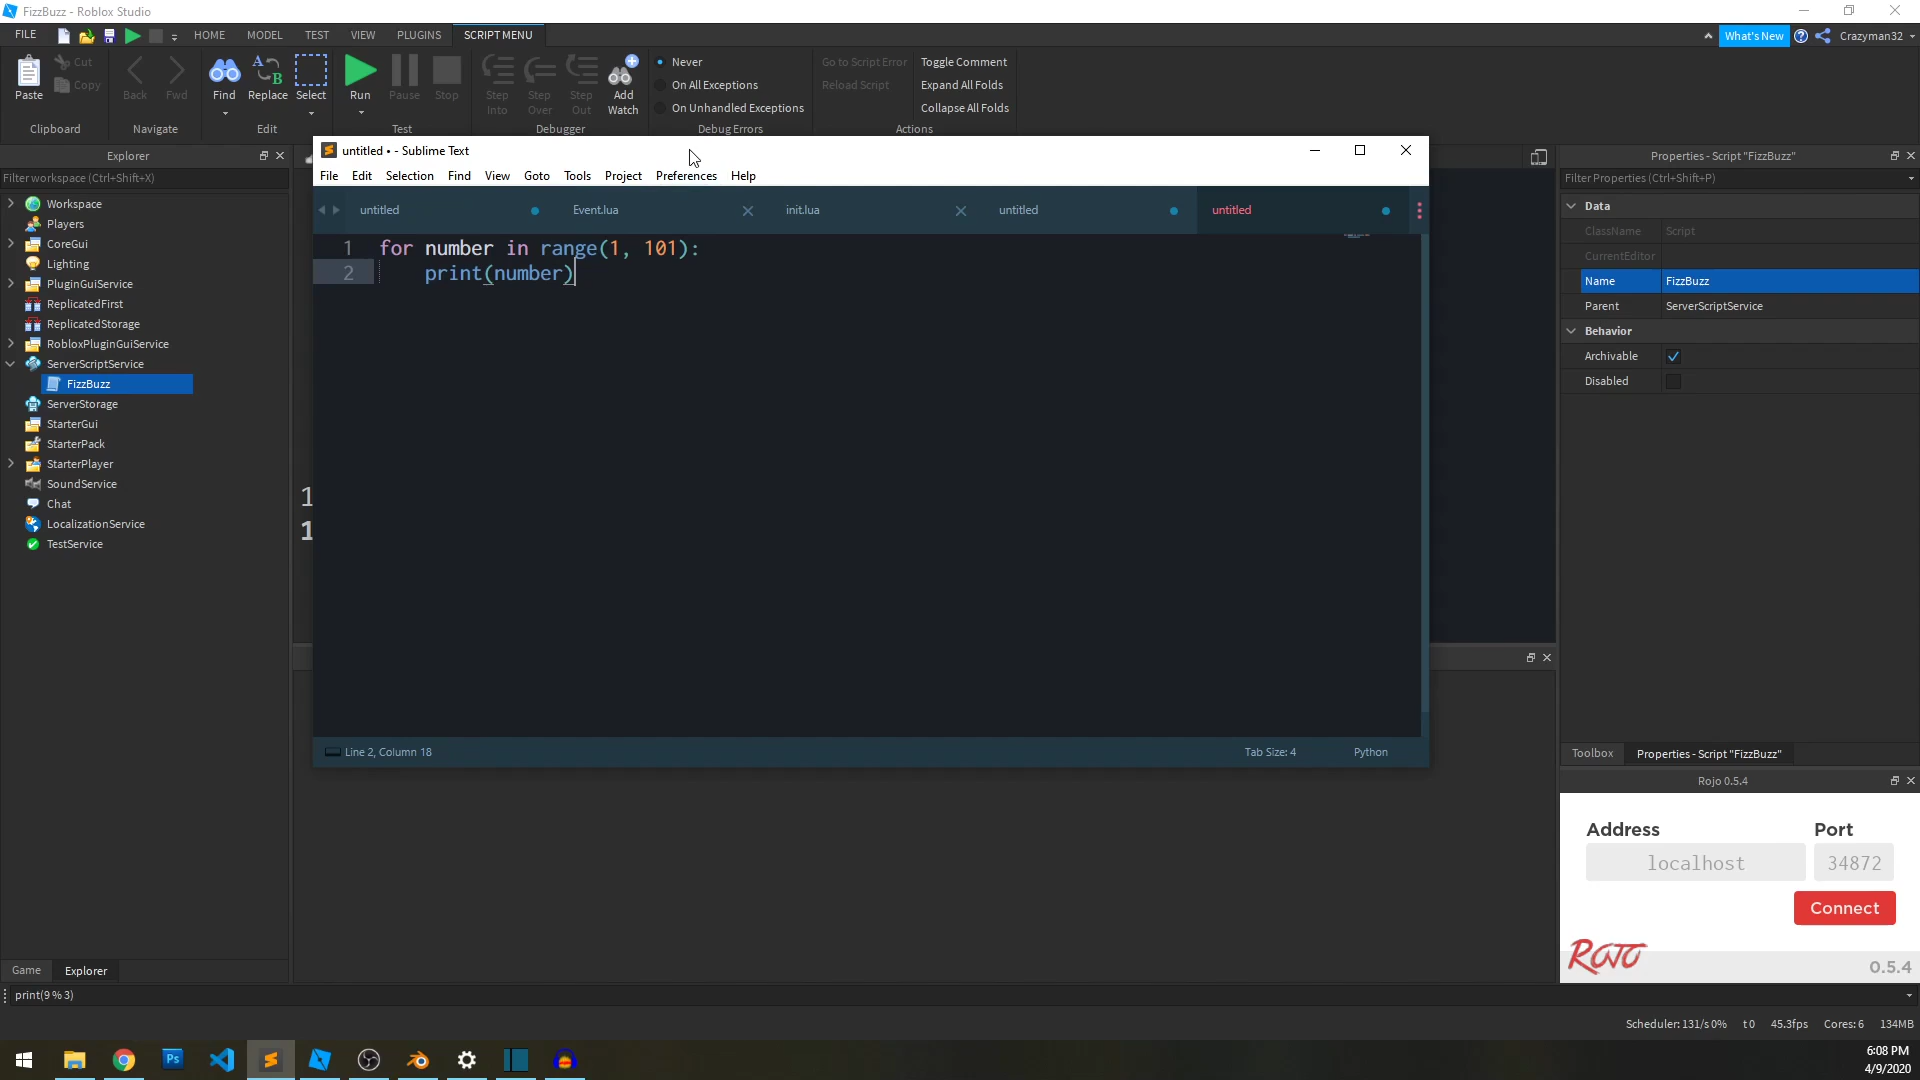 FizzBuzz - Roblox Studio
FILE HOME MODEL TEST VIEW PLUGINS SCRIPT MENU What's New Crazyman32
Paste Cut Copy Back Fwd Find Replace Select Run Pause Stop Step Into Step Over Step Out Add Watch
Never
On All Exceptions
On Unhandled Exceptions
Go to Script Error
Reload Script
Toggle Comment
Expand All Folds
Collapse All Folds
Clipboard Navigate Edit Test Debugger Debug Errors Actions
Explorer
Filter workspace (Ctrl+Shift+X)
Workspace
Players
CoreGui
Lighting
PluginGuiService
ReplicatedFirst
ReplicatedStorage
RobloxPluginGuiService
ServerScriptService
FizzBuzz
ServerStorage
StarterGui
StarterPack
StarterPlayer
SoundService
Chat
LocalizationService
TestService
Game Explorer
1
1
untitled • - Sublime Text
File Edit Selection Find View Goto Tools Project Preferences Help
untitled Event.lua init.lua untitled untitled
1 for number in range(1, 101):
2 print(number)
Line 2, Column 18 Tab Size: 4 Python
Properties - Script "FizzBuzz"
Filter Properties (Ctrl+Shift+P)
Data
ClassName Script
CurrentEditor
Name FizzBuzz
Parent ServerScriptService
Behavior
Archivable
Disabled
Toolbox Properties - Script "FizzBuzz"
Rojo 0.5.4
Address Port
localhost 34872
Connect
ROJO 0.5.4
print(9 % 3)
Scheduler: 131/s 0% t 0 45.3fps Cores: 6 134MB
Ps
6:08 PM
4/9/2020